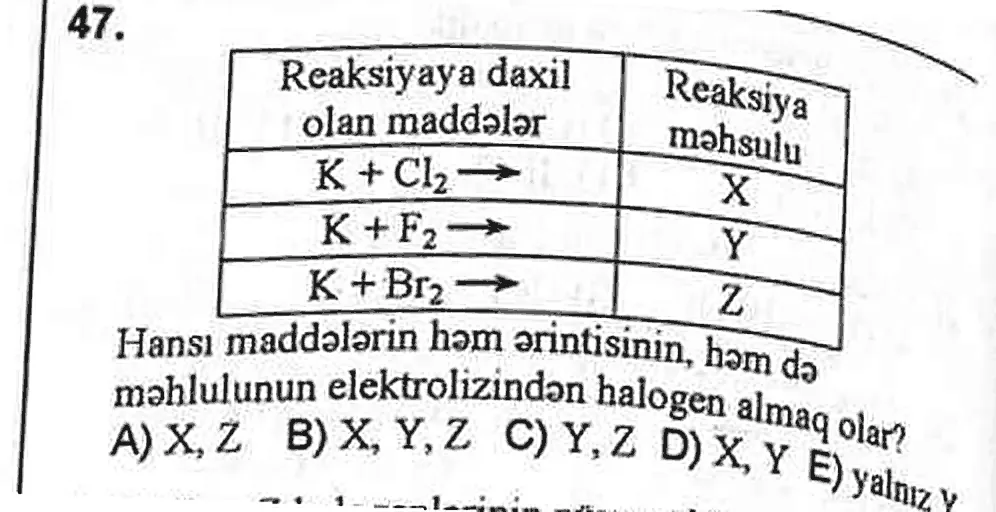 47.
Reaksiyaya daxil olan maddələr
Reaksiya məhsulu
K + Cl₂ → X
K + F₂ → Y
K + Br₂ → Z
Hansı maddələrin həm ərintisinin, həm də
məhlulunun elektrolizindən halogen almaq olar?
A) X, Z B) X, Y, Z C) Y, Z D) X, Y E) yalnız Y